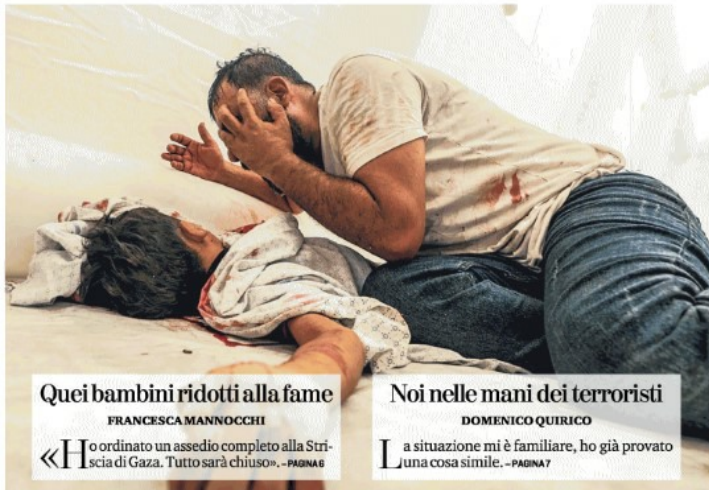 Quei bambini ridotti alla fame
FRANCESCA MANNOCCHI
«Ho ordinato un assedio completo alla Stri-
scia di Gaza. Tutto sarà chiuso». – PAGINA 6
Noi nelle mani dei terroristi
DOMENICO QUIRICO
La situazione mi è familiare, ho già provato
una cosa simile. – PAGINA 7